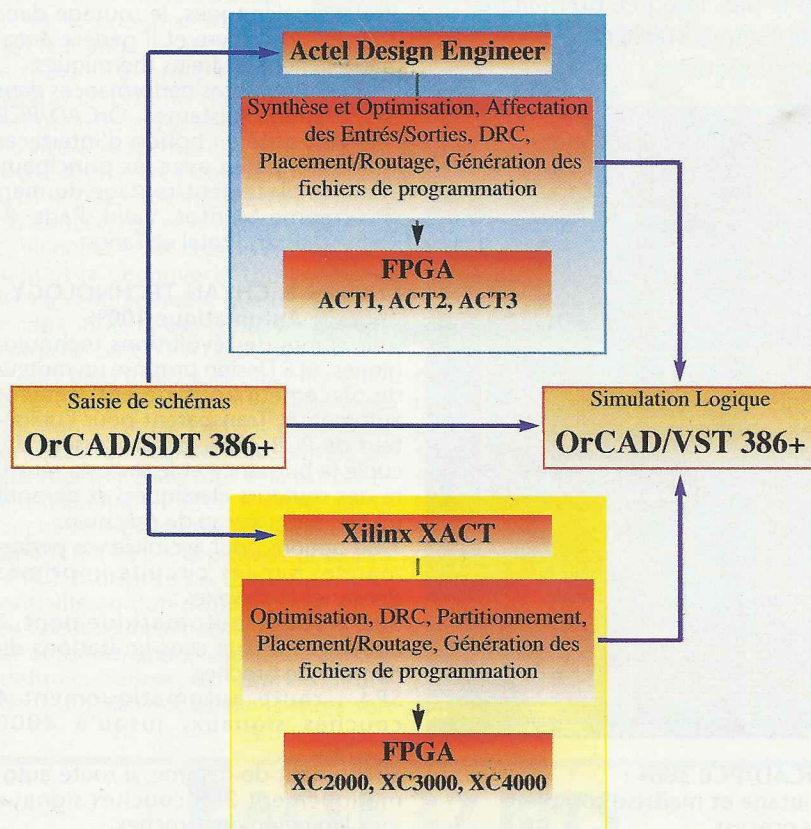 Actel Design Engineer
Synthèse et Optimisation, Affectation
des Entrés/Sorties, DRC,
Placement/Routage, Génération des
fichiers de programmation
FPGA
ACT1, ACT2, ACT3
Saisie de schémas
OrCAD/SDT 386+
Simulation Logique
OrCAD/VST 386+
Xilinx XACT
Optimisation, DRC, Partitionnement,
Placement/Routage, Génération des
fichiers de programmation
FPGA
XC2000, XC3000, XC4000